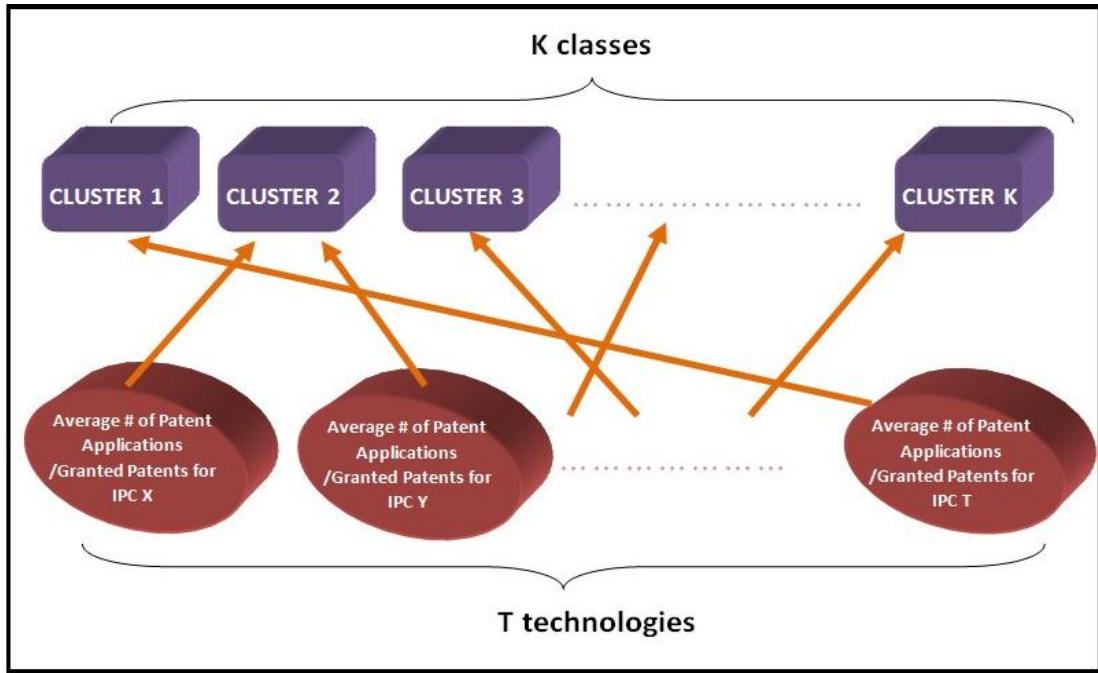 K classes
CLUSTER 1
CLUSTER 2
CLUSTER 3
………………………
CLUSTER K
Average # of Patent
Applications
/Granted Patents for
IPC X
Average # of Patent
Applications
/Granted Patents for
IPC Y
………………………
Average # of Patent
Applications
/Granted Patents for
IPC T
T technologies